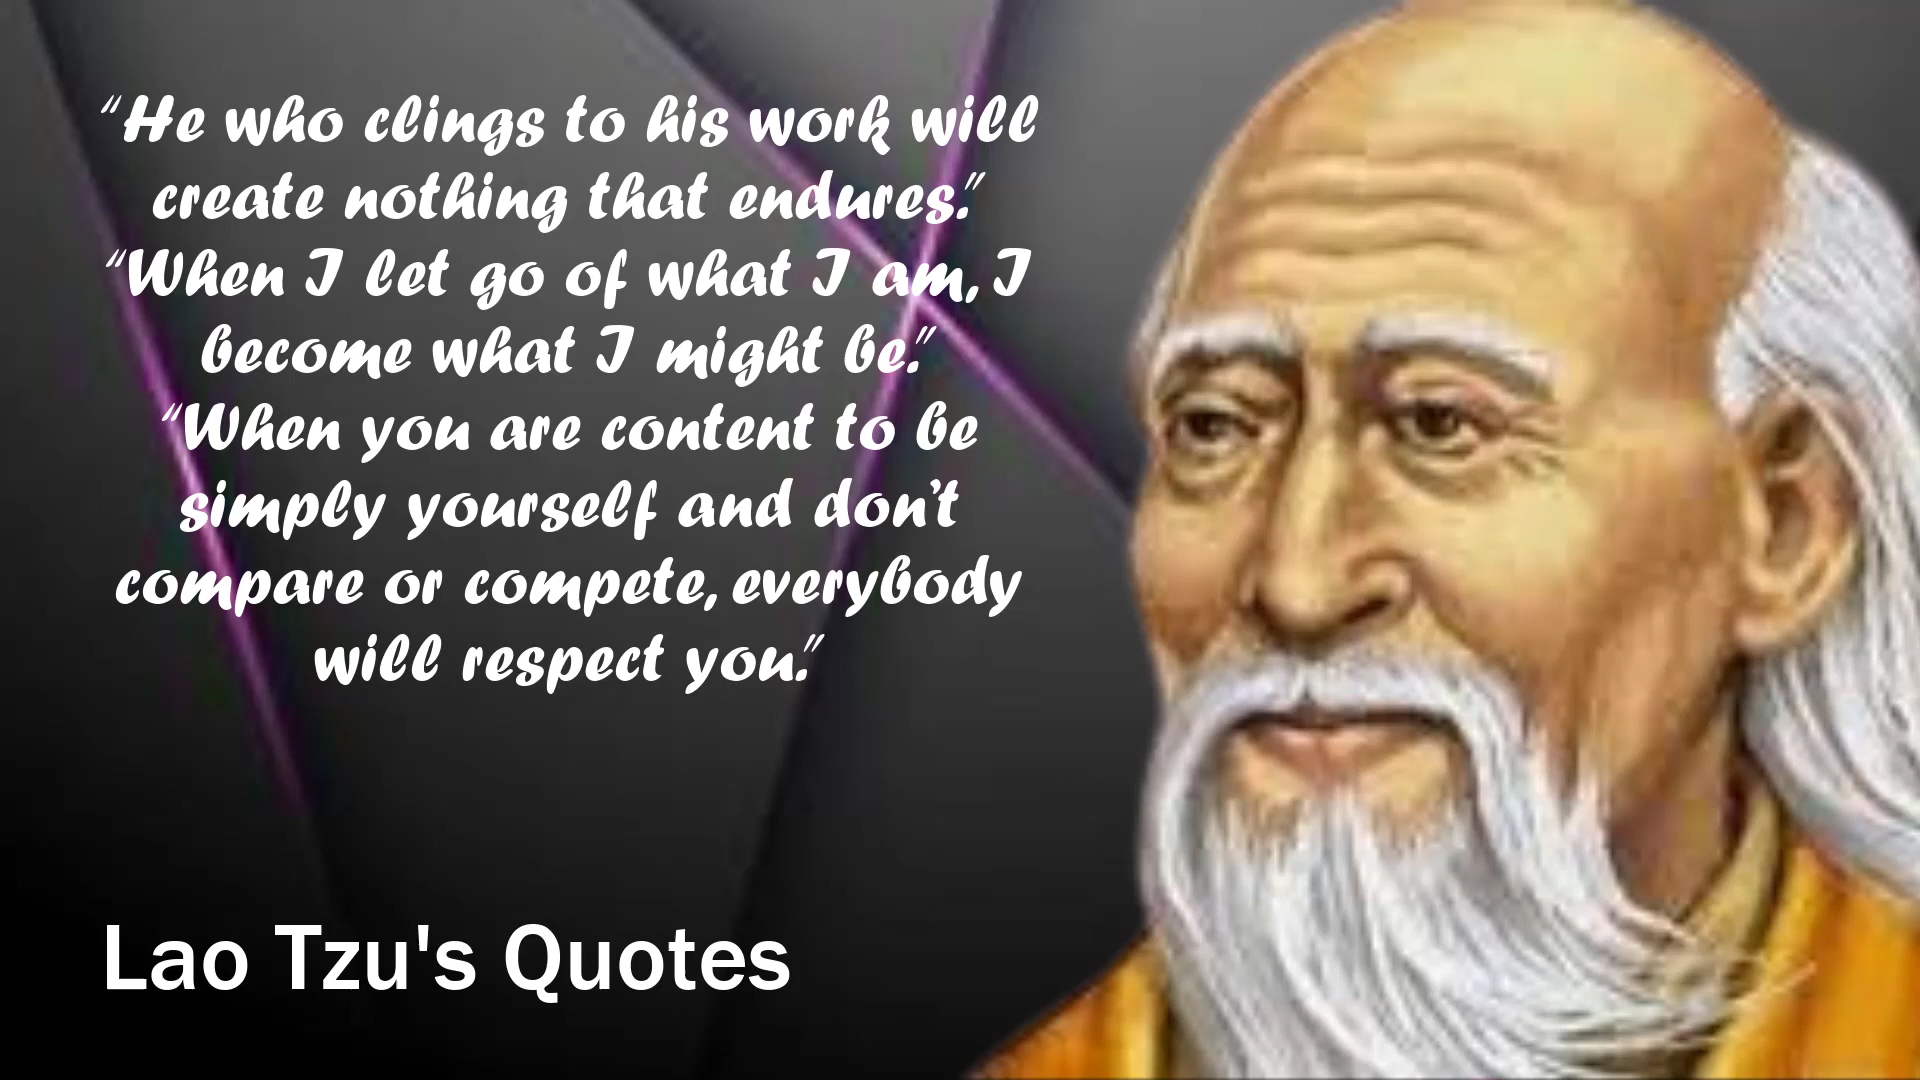 “He who clings to his work will
create nothing that endures.”
“When I let go of what I am, I
become what I might be.”
“When you are content to be
simply yourself and don’t
compare or compete, everybody
will respect you.”
Lao Tzu's Quotes